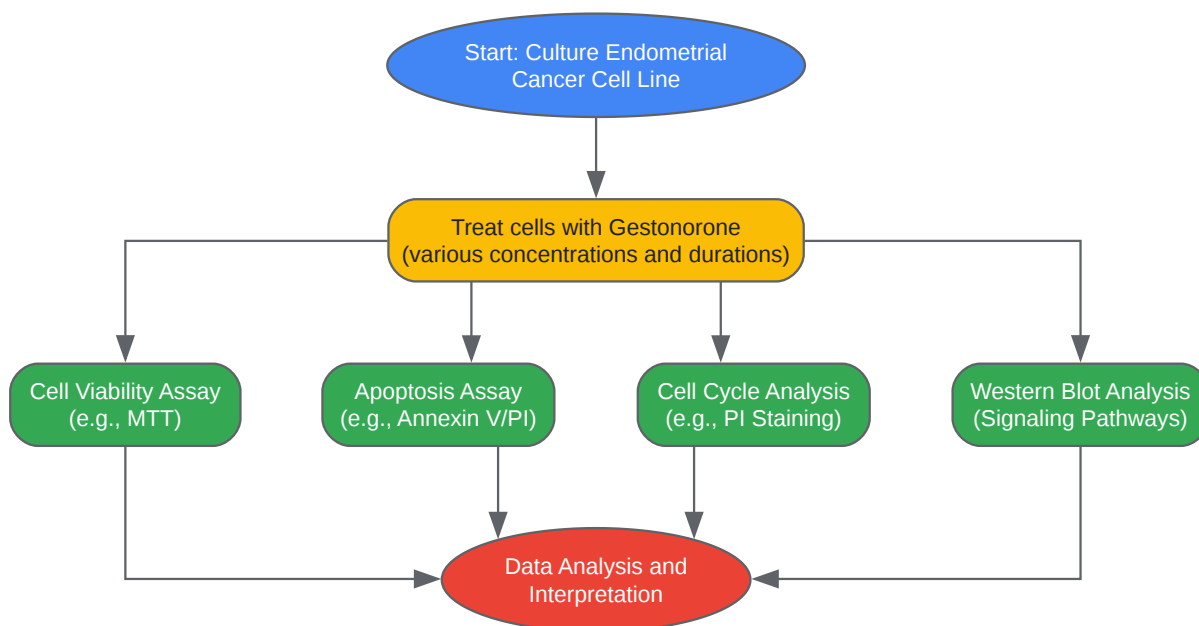 Start: Culture Endometrial
Cancer Cell Line
Treat cells with Gestonorone
(various concentrations and durations)
Cell Viability Assay
(e.g., MTT)
Apoptosis Assay
(e.g., Annexin V/PI)
Cell Cycle Analysis
(e.g., PI Staining)
Western Blot Analysis
(Signaling Pathways)
Data Analysis and
Interpretation